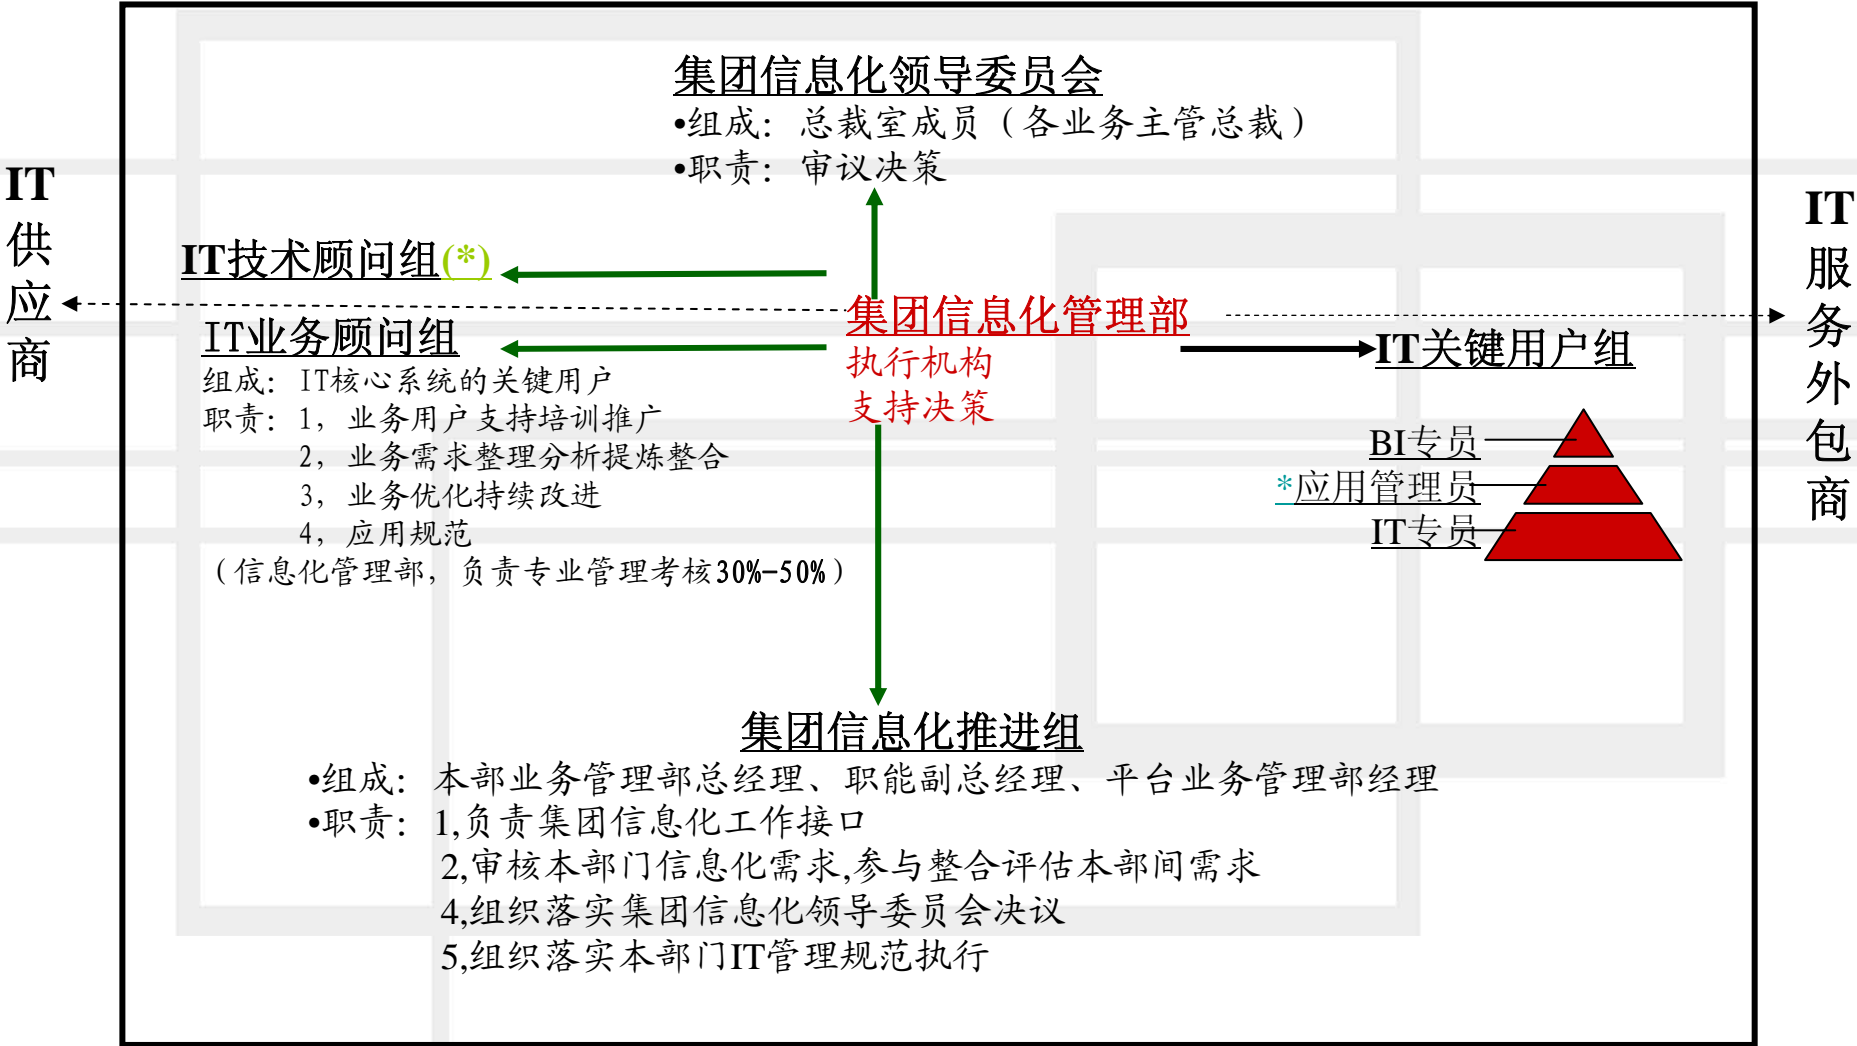 集团信息化领导委员会
•组成：总裁室成员（各业务主管总裁）
•职责：审议决策
IT
供
应
商
IT技术顾问组(*)
IT业务顾问组
组成：IT核心系统的关键用户
职责：1，业务用户支持培训推广
2，业务需求整理分析提炼整合
3，业务优化持续改进
4，应用规范
（信息化管理部，负责专业管理考核30%-50%）
集团信息化管理部
执行机构
支持决策
IT关键用户组
BI专员
*应用管理员
IT专员
IT
服
务
外
包
商
集团信息化推进组
•组成：本部业务管理部总经理、职能副总经理、平台业务管理部经理
•职责：1,负责集团信息化工作接口
2,审核本部门信息化需求,参与整合评估本部间需求
4,组织落实集团信息化领导委员会决议
5,组织落实本部门IT管理规范执行